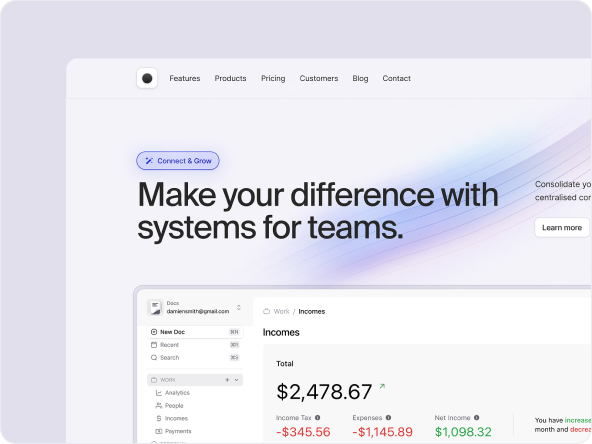 Features Products Pricing Customers Blog Contact
Connect & Grow
Make your difference with
systems for teams.
Consolidate yo
centralised cor
Learn more
Docs
damiensmith@gmail.com
Work / Incomes
New Doc ⌘N
Incomes
Recent
Search
WORK
Total
Analytics
$2,478.67
People
Incomes
Income Tax Expenses Net Income
Payments
-$345.56 -$1,145.89 $1,098.32
You have increase
month and decrea